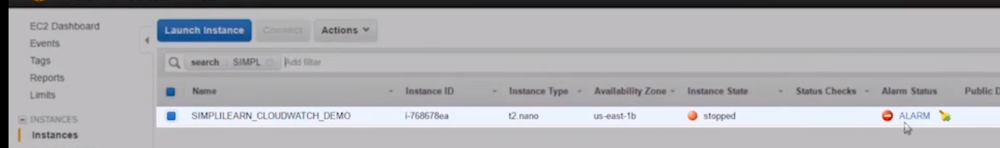 EC2 Dashboard
Events
Tags
Reports
Limits
INSTANCES
Instances
Launch Instance Connect Actions
search : SIMPL Add filter
Name Instance ID Instance Type Availability Zone Instance State Status Checks Alarm Status Public D
SIMPLILEARN_CLOUDWATCH_DEMO i-768678ea t2.nano us-east-1b stopped ALARM